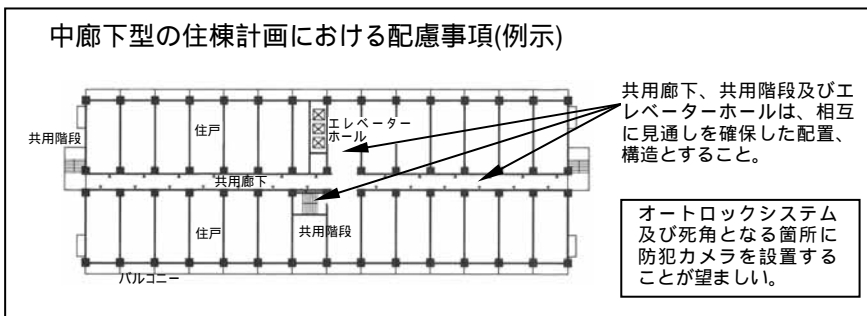 中廊下型の住棟計画における配慮事項(例示)
共用階段
住戸
エレベーター
ホール
共用廊下、共用階段及びエ
レベーターホールは、相互
に見通しを確保した配置、
構造とすること。
共用廊下
住戸
共用階段
バルコニー
オートロックシステム
及び死角となる箇所に
防犯カメラを設置する
ことが望ましい。